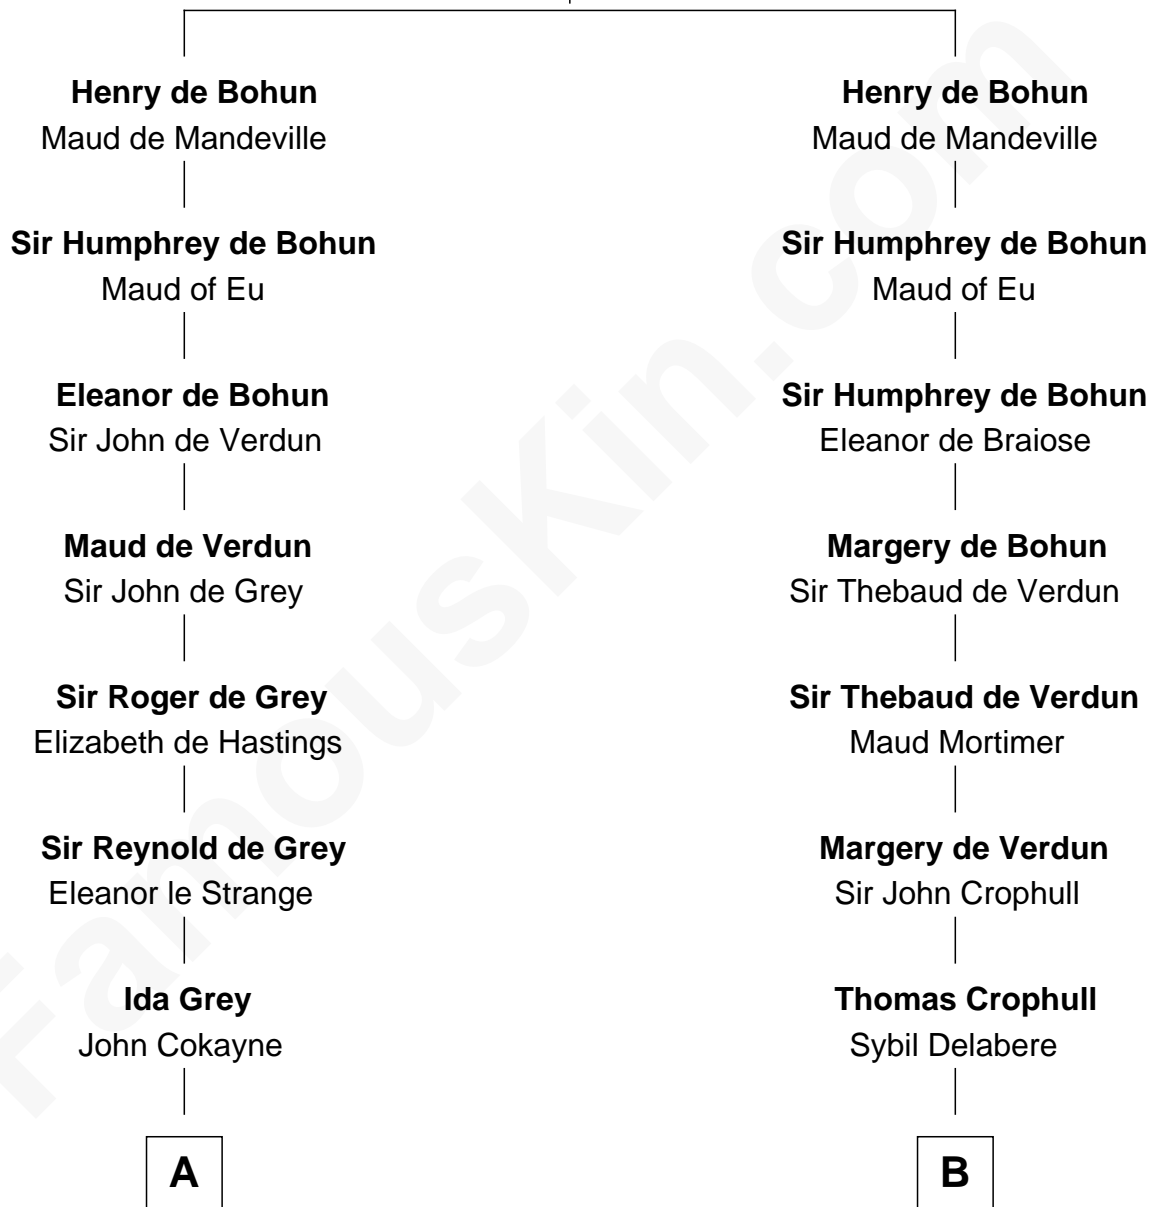 Henry de Bohun
Maud de Mandeville
Sir Humphrey de Bohun
Maud of Eu
Eleanor de Bohun
Sir John de Verdun
Maud de Verdun
Sir John de Grey
Sir Roger de Grey
Elizabeth de Hastings
Sir Reynold de Grey
Eleanor le Strange
Ida Grey
John Cokayne
A
Henry de Bohun
Maud de Mandeville
Sir Humphrey de Bohun
Maud of Eu
Sir Humphrey de Bohun
Eleanor de Braiose
Margery de Bohun
Sir Thebaud de Verdun
Sir Thebaud de Verdun
Maud Mortimer
Margery de Verdun
Sir John Crophull
Thomas Crophull
Sybil Delabere
B
FamousKin.com